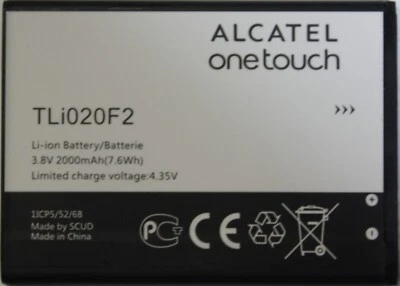 ALCATEL
onetouch
TLi020F2
Li-ion Battery/Batterie
3.8V 2000mAh(7.6Wh)
Limited charge voltage:4.35V
1ICP5/52/68
Made by SCUD
Made in China